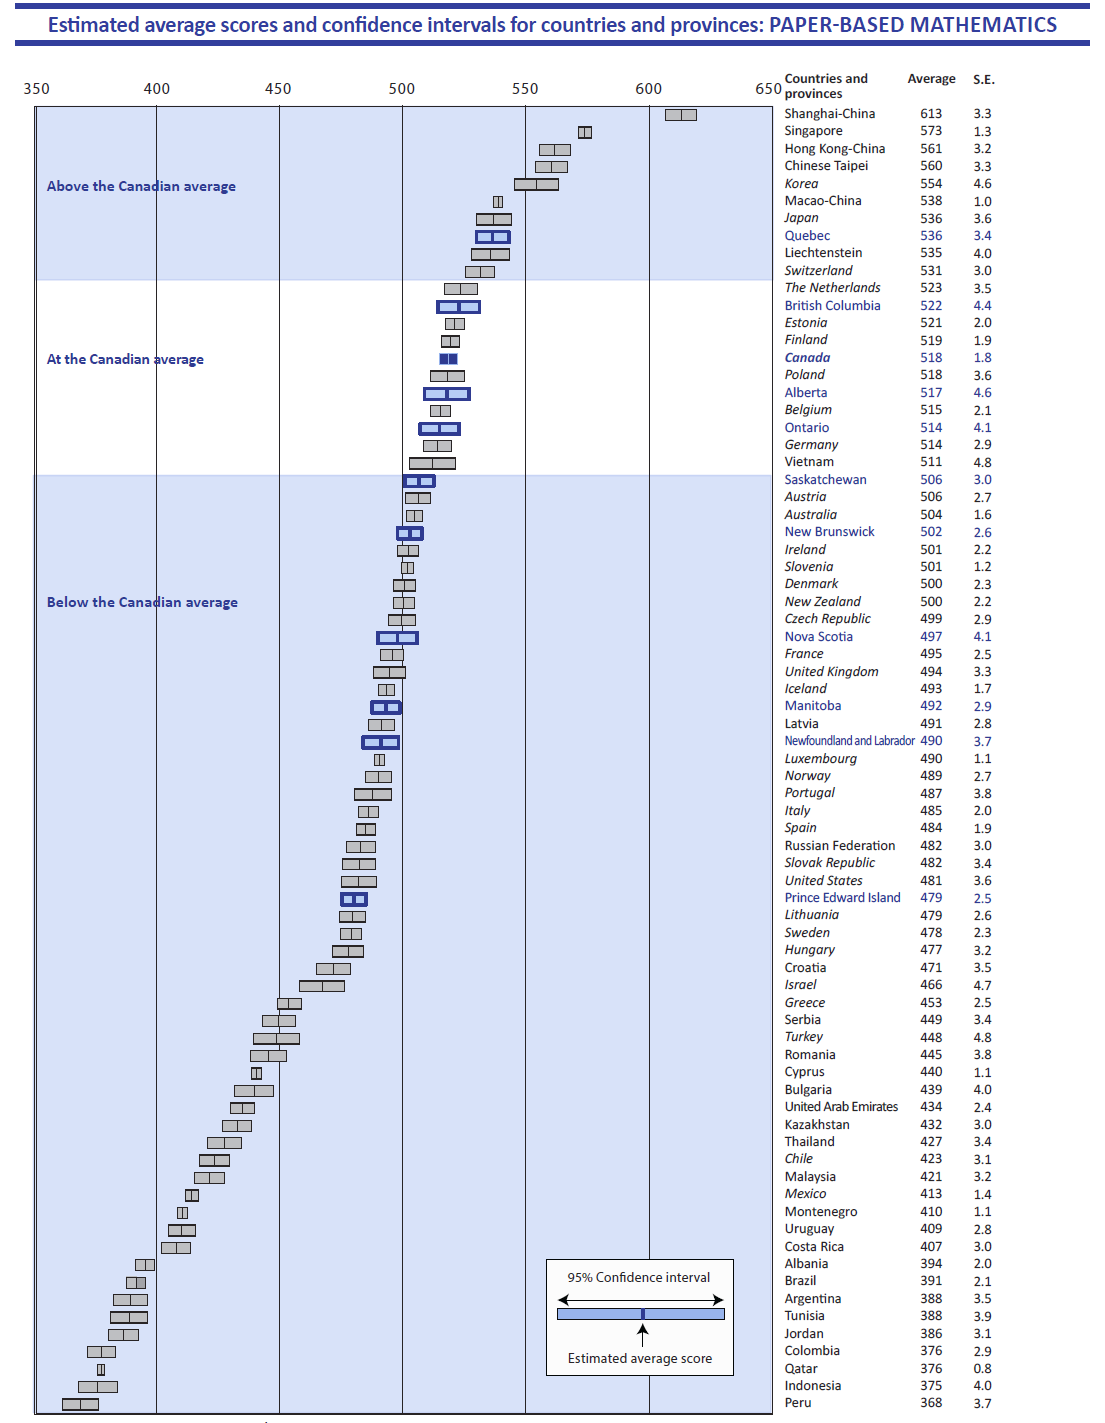 Estimated average scores and confidence intervals for countries and provinces: PAPER-BASED MATHEMATICS
350 400 450 500 550 600 650 Countries and provinces Average S.E.
Shanghai-China 613 3.3
Singapore 573 1.3
Hong Kong-China 561 3.2
Chinese Taipei 560 3.3
Above the Canadian average
Korea 554 4.6
Macao-China 538 1.0
Japan 536 3.6
Quebec 536 3.4
Liechtenstein 535 4.0
Switzerland 531 3.0
The Netherlands 523 3.5
British Columbia 522 4.4
Estonia 521 2.0
Finland 519 1.9
At the Canadian average
Canada 518 1.8
Poland 518 3.6
Alberta 517 4.6
Belgium 515 2.1
Ontario 514 4.1
Germany 514 2.9
Vietnam 511 4.8
Saskatchewan 506 3.0
Austria 506 2.7
Australia 504 1.6
New Brunswick 502 2.6
Ireland 501 2.2
Slovenia 501 1.2
Denmark 500 2.3
Below the Canadian average
New Zealand 500 2.2
Czech Republic 499 2.9
Nova Scotia 497 4.1
France 495 2.5
United Kingdom 494 3.3
Iceland 493 1.7
Manitoba 492 2.9
Latvia 491 2.8
Newfoundland and Labrador 490 3.7
Luxembourg 490 1.1
Norway 489 2.7
Portugal 487 3.8
Italy 485 2.0
Spain 484 1.9
Russian Federation 482 3.0
Slovak Republic 482 3.4
United States 481 3.6
Prince Edward Island 479 2.5
Lithuania 479 2.6
Sweden 478 2.3
Hungary 477 3.2
Croatia 471 3.5
Israel 466 4.7
Greece 453 2.5
Serbia 449 3.4
Turkey 448 4.8
Romania 445 3.8
Cyprus 440 1.1
Bulgaria 439 4.0
United Arab Emirates 434 2.4
Kazakhstan 432 3.0
Thailand 427 3.4
Chile 423 3.1
Malaysia 421 3.2
Mexico 413 1.4
Montenegro 410 1.1
Uruguay 409 2.8
Costa Rica 407 3.0
Albania 394 2.0
Brazil 391 2.1
Argentina 388 3.5
Tunisia 388 3.9
Jordan 386 3.1
Colombia 376 2.9
Qatar 376 0.8
Indonesia 375 4.0
Peru 368 3.7
95% Confidence interval
Estimated average score